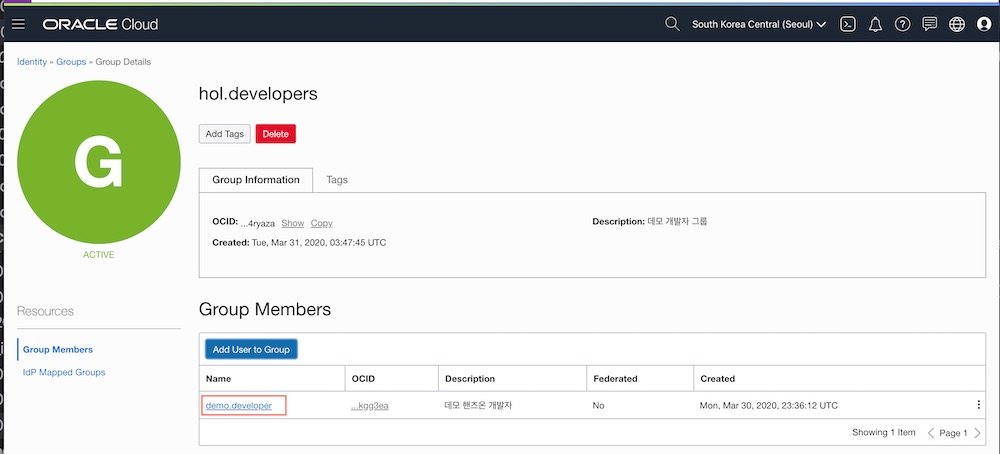 ORACLE Cloud
South Korea Central (Seoul)
Identity » Groups » Group Details
G
ACTIVE
hol.developers
Add Tags Delete
Group Information Tags
OCID: ...4ryaza Show Copy Description: 데모 개발자 그룹
Created: Tue, Mar 31, 2020, 03:47:45 UTC
Resources
Group Members
IdP Mapped Groups
Group Members
Add User to Group
Name OCID Description Federated Created
demo.developer ...kgg3ea 데모 핸즈온 개발자 No Mon, Mar 30, 2020, 23:36:12 UTC
Showing 1 Item Page 1